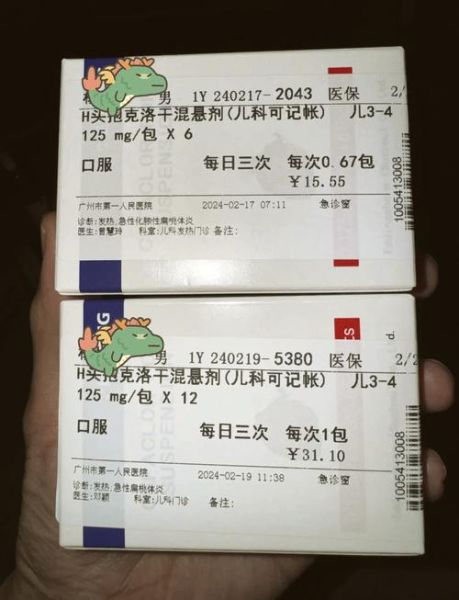 男 1Y 240217-2043 医保 2/
H头孢克洛干混悬剂(儿科可记帐) 儿3-4
125 mg/包 X 6
口服 每日三次 每次0.67包
￥15.55
广州市第一人民医院 2024-02-17 07:11 急诊窗
诊断:发热;急性化脓性扁桃体炎
医生:曾慧玲 科室:儿科发热门诊 备注:
1005413008
男 1Y 240219-5380 医保 2/2
H头孢克洛干混悬剂(儿科可记帐) 儿3-4
125 mg/包 X 12
口服 每日三次 每次1包
￥31.10
广州市第一人民医院 2024-02-19 11:38 急诊窗
诊断:发热;急性扁桃体炎
医生:邓颖 科室:儿科门诊 备注:
1005413008